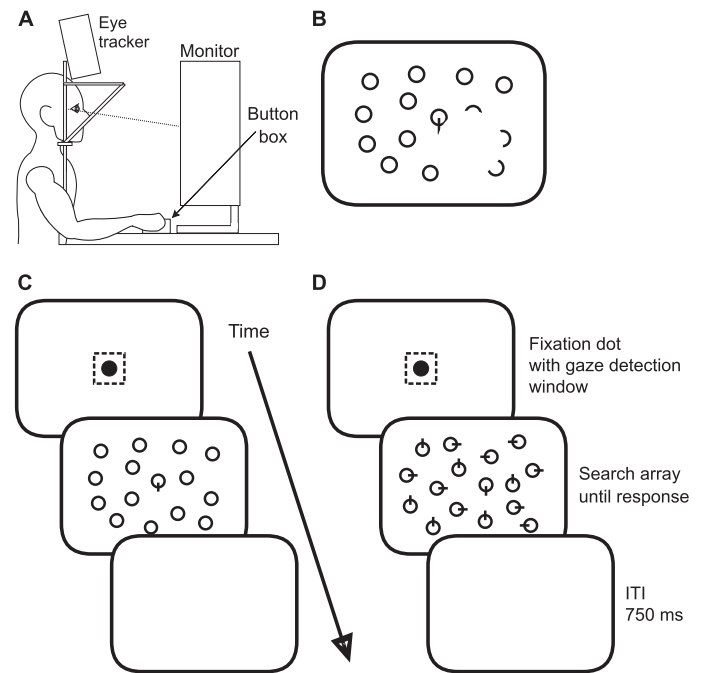 A
Eye
tracker
Monitor
Button
box
B
C
Time
D
Fixation dot
with gaze detection
window
Search array
until response
ITI
750 ms